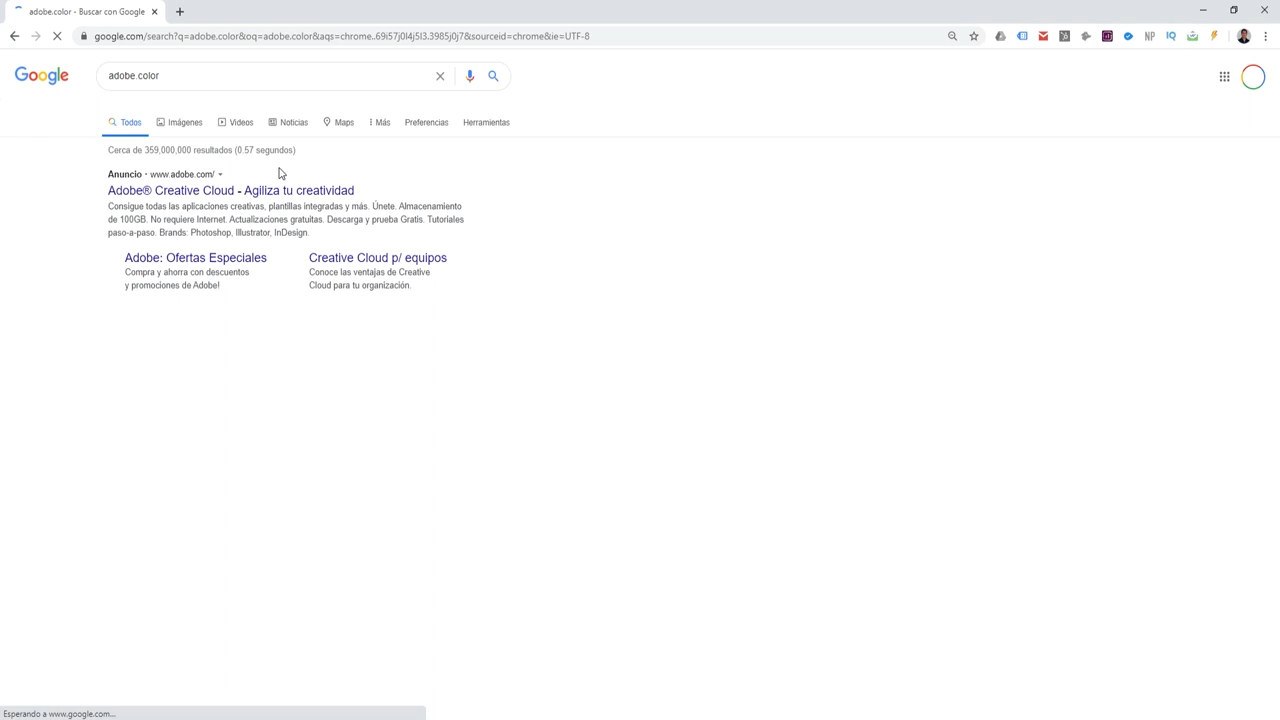 adobe.color - Buscar con Google
google.com/search?q=adobe.color&oq=adobe.color&aqs=chrome..69i57j0l4j5l3.3985j0j7&sourceid=chrome&ie=UTF-8
Google
adobe.color
Todos Imágenes Videos Noticias Maps Más Preferencias Herramientas
Cerca de 359,000,000 resultados (0.57 segundos)
Anuncio · www.adobe.com/
Adobe® Creative Cloud - Agiliza tu creatividad
Consigue todas las aplicaciones creativas, plantillas integradas y más. Únete. Almacenamiento
de 100GB. No requiere Internet. Actualizaciones gratuitas. Descarga y prueba Gratis. Tutoriales
paso-a-paso. Brands: Photoshop, Illustrator, InDesign.
Adobe: Ofertas Especiales
Compra y ahorra con descuentos
y promociones de Adobe!
Creative Cloud p/ equipos
Conoce las ventajas de Creative
Cloud para tu organización.
NP IQ
Esperando a www.google.com...